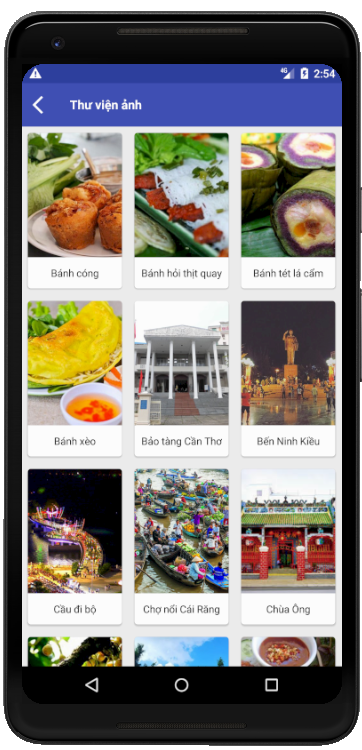 4G 2:54
Thư viện ảnh
Bánh cóng
Bánh hỏi thịt quay
Bánh tét lá cẩm
Bánh xèo
Bảo tàng Cần Thơ
Bến Ninh Kiều
Cầu đi bộ
Chợ nổi Cái Răng
Chùa Ông